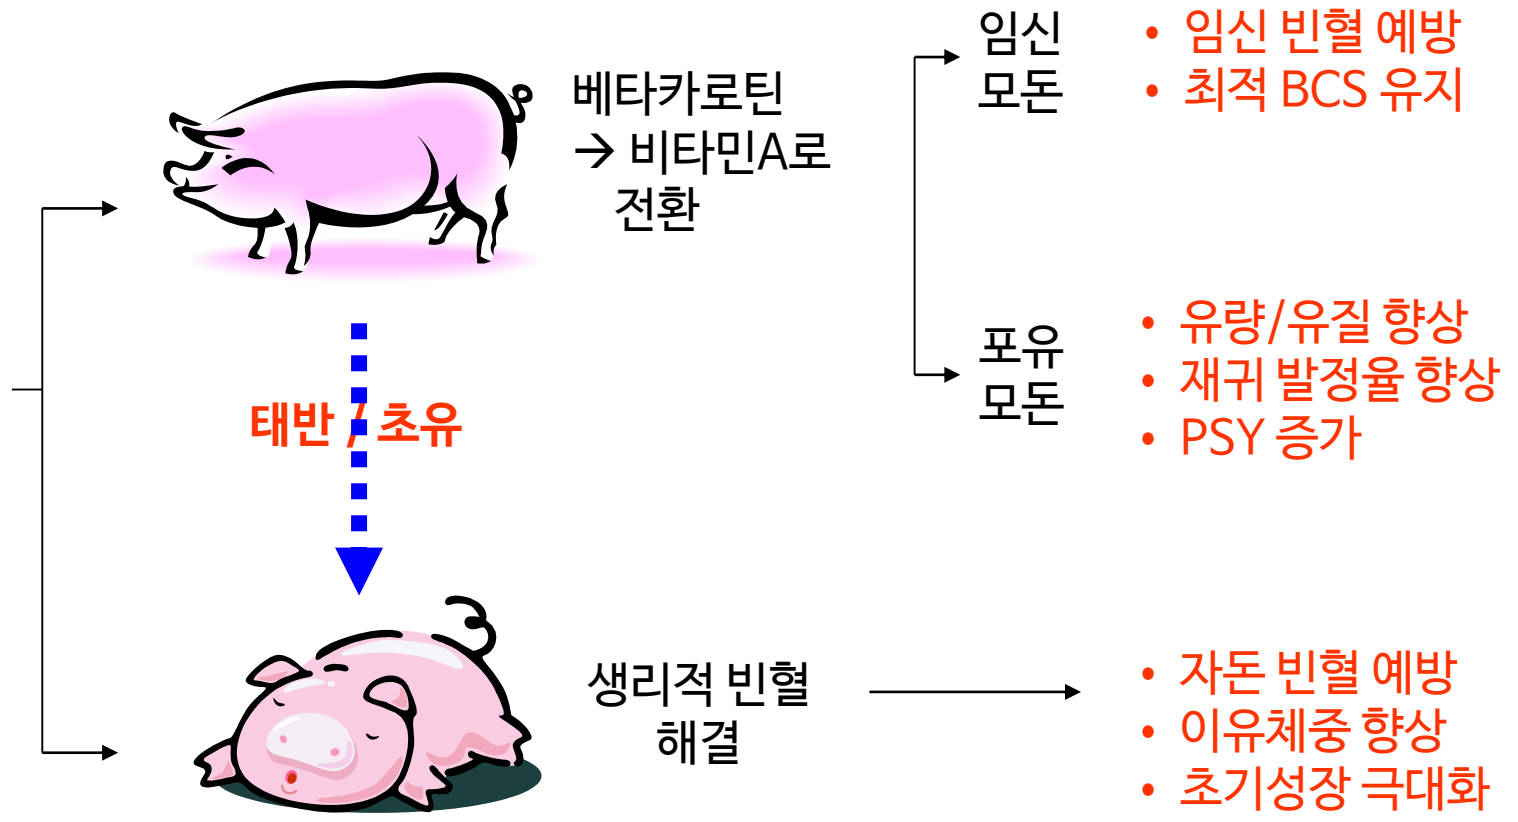 베타카로틴
→ 비타민A로
전환
임신
모돈
• 임신 빈혈 예방
• 최적 BCS 유지
포유
모돈
• 유량/유질 향상
• 재귀 발정율 향상
• PSY 증가
태반 / 초유
생리적 빈혈
해결
• 자돈 빈혈 예방
• 이유체중 향상
• 초기성장 극대화